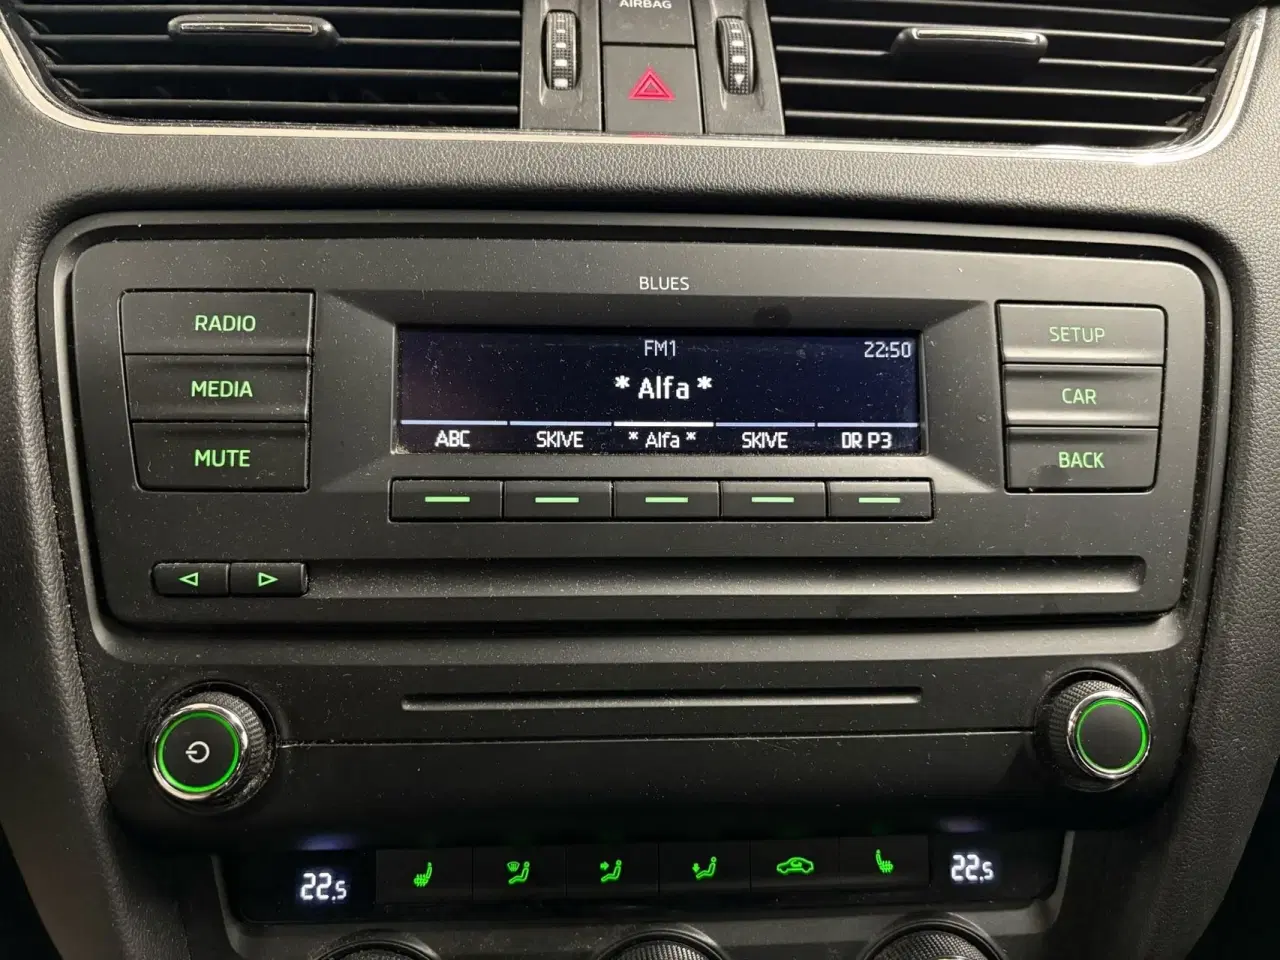 AIRBAG
BLUES
RADIO
MEDIA
MUTE
FM1 22:50
* Alfa *
ABC SKIVE * Alfa * SKIVE DR P3
SETUP
CAR
BACK
22.5 22.5